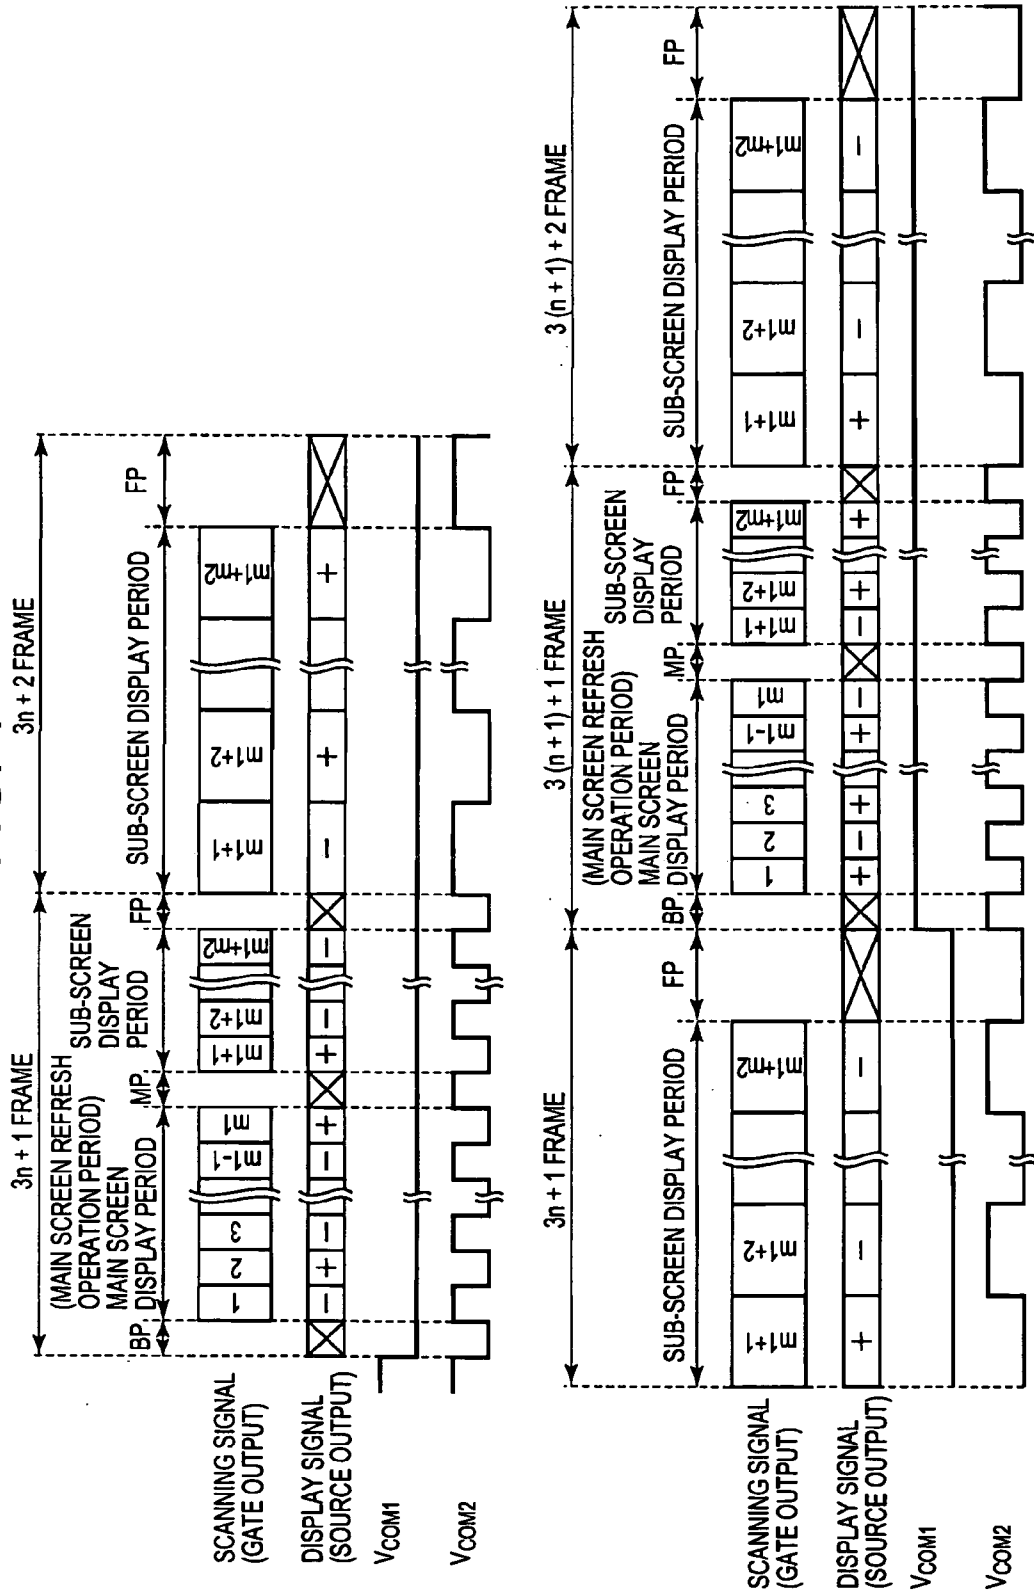 3n + 1 FRAME
3n + 2 FRAME
(MAIN SCREEN REFRESH
OPERATION PERIOD)
MAIN SCREEN
DISPLAY PERIOD
SUB-SCREEN
DISPLAY
PERIOD
BP
MP
FP
SUB-SCREEN DISPLAY PERIOD
FP
SCANNING SIGNAL
(GATE OUTPUT)
1 2 3 m1-1 m1 m1+1 m1+2 m1+m2 m1+1 m1+2 m1+m2
DISPLAY SIGNAL
(SOURCE OUTPUT)
− + − − + + − − − + +
VCOM1
VCOM2
3n + 1 FRAME
3 (n + 1) + 1 FRAME
3 (n + 1) + 2 FRAME
(MAIN SCREEN REFRESH
OPERATION PERIOD)
MAIN SCREEN
DISPLAY PERIOD
SUB-SCREEN
DISPLAY
PERIOD
SUB-SCREEN DISPLAY PERIOD
FP
BP
MP
FP
SUB-SCREEN DISPLAY PERIOD
FP
SCANNING SIGNAL
(GATE OUTPUT)
m1+1 m1+2 m1+m2 1 2 3 m1-1 m1 m1+1 m1+2 m1+m2 m1+1 m1+2 m1+m2
DISPLAY SIGNAL
(SOURCE OUTPUT)
+ − − + − + + − − + + + − −
VCOM1
VCOM2